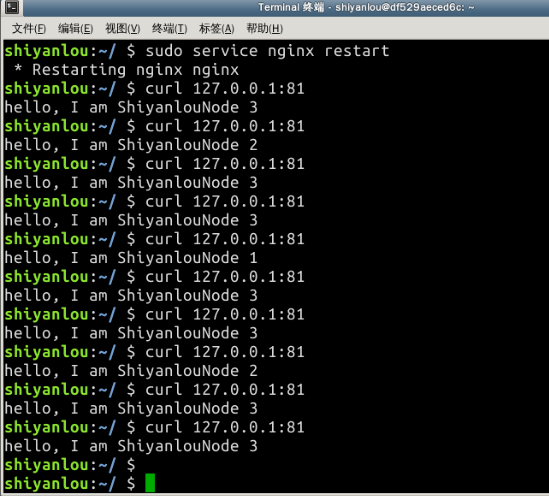 Terminal 终端 - shiyanlou@df529aeced6c: ~
文件(F) 编辑(E) 视图(V) 终端(T) 标签(A) 帮助(H)
shiyanlou:~/ $ sudo service nginx restart
 * Restarting nginx nginx
shiyanlou:~/ $ curl 127.0.0.1:81
hello, I am ShiyanlouNode 3
shiyanlou:~/ $ curl 127.0.0.1:81
hello, I am ShiyanlouNode 2
shiyanlou:~/ $ curl 127.0.0.1:81
hello, I am ShiyanlouNode 3
shiyanlou:~/ $ curl 127.0.0.1:81
hello, I am ShiyanlouNode 3
shiyanlou:~/ $ curl 127.0.0.1:81
hello, I am ShiyanlouNode 1
shiyanlou:~/ $ curl 127.0.0.1:81
hello, I am ShiyanlouNode 3
shiyanlou:~/ $ curl 127.0.0.1:81
hello, I am ShiyanlouNode 3
shiyanlou:~/ $ curl 127.0.0.1:81
hello, I am ShiyanlouNode 2
shiyanlou:~/ $ curl 127.0.0.1:81
hello, I am ShiyanlouNode 3
shiyanlou:~/ $ curl 127.0.0.1:81
hello, I am ShiyanlouNode 3
shiyanlou:~/ $
shiyanlou:~/ $